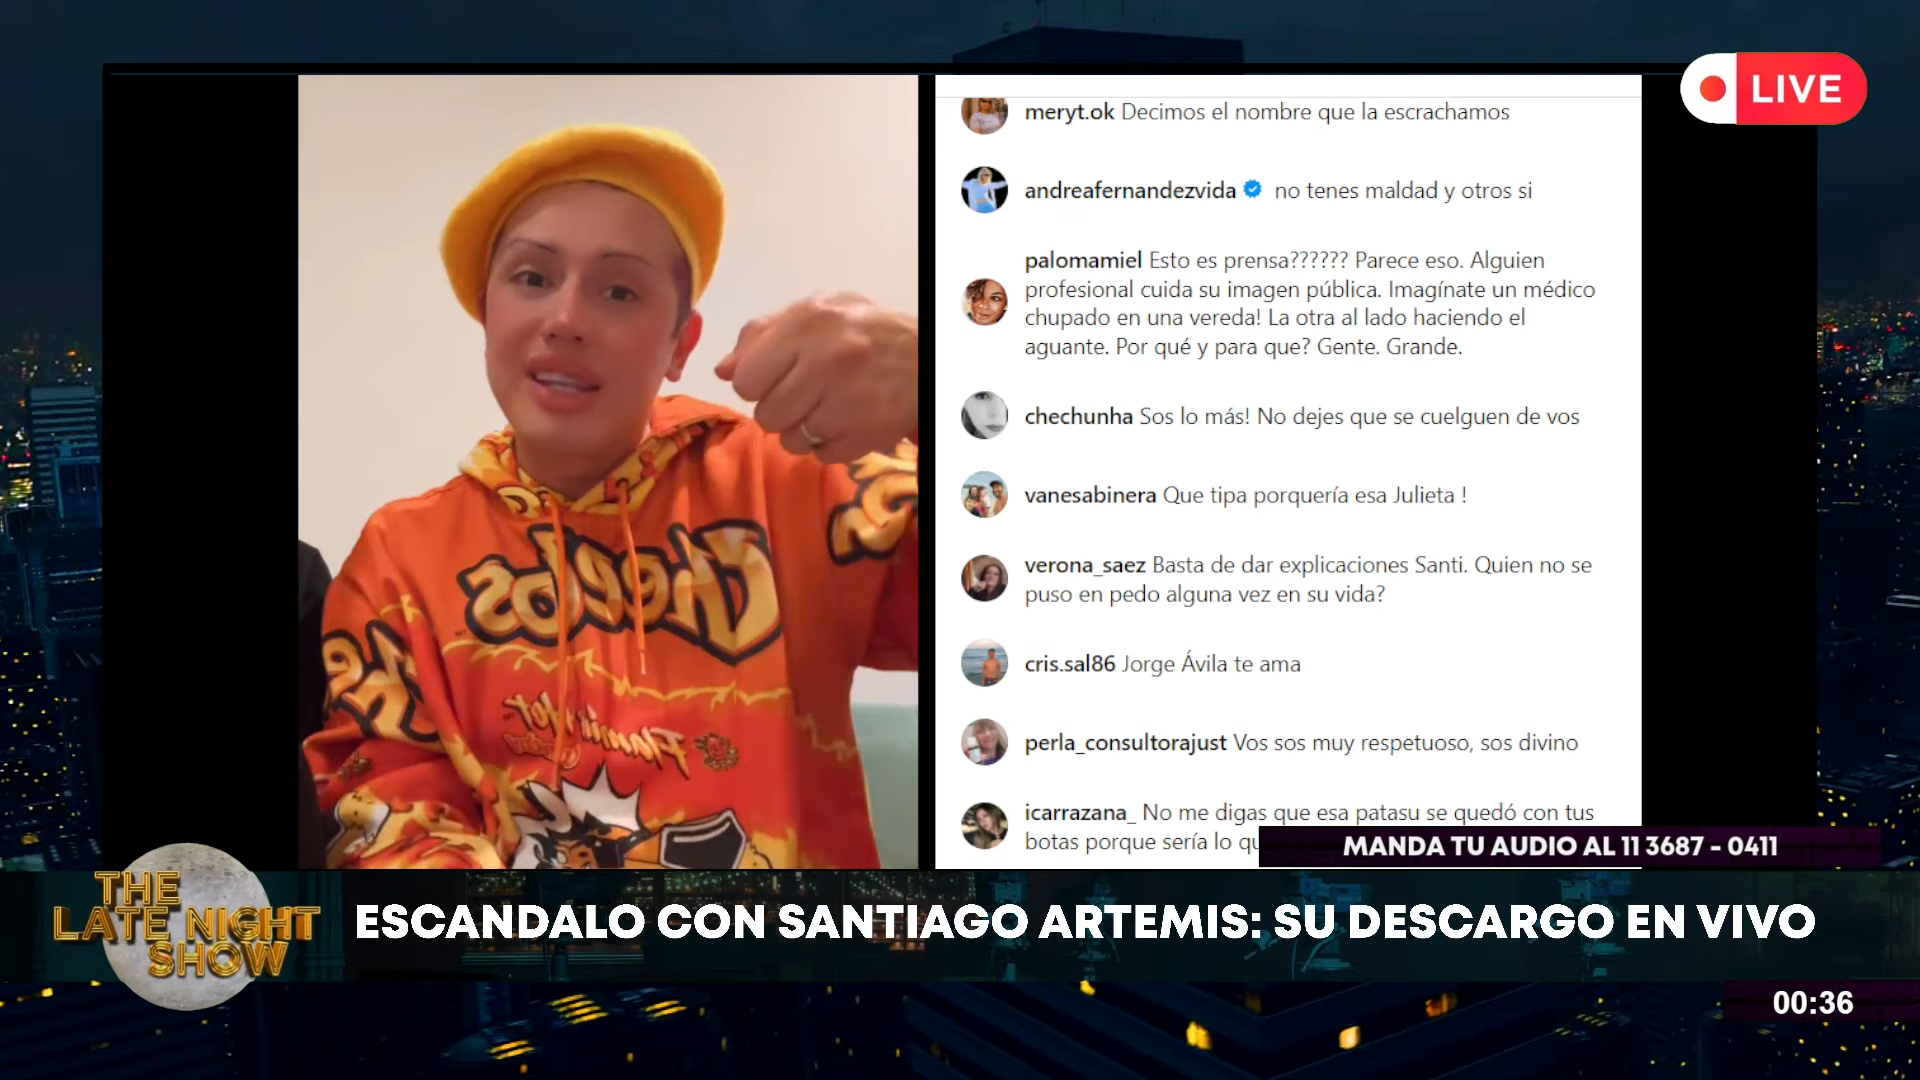 LIVE
meryt.ok Decimos el nombre que la escrachamos
andreafernandezvida no tenes maldad y otros si
palomamiel Esto es prensa?????? Parece eso. Alguien
profesional cuida su imagen pública. Imagínate un médico
chupado en una vereda! La otra al lado haciendo el
aguante. Por qué y para que? Gente. Grande.
chechunha Sos lo más! No dejes que se cuelguen de vos
vanesabinera Que tipa porquería esa Julieta !
verona_saez Basta de dar explicaciones Santi. Quien no se
puso en pedo alguna vez en su vida?
cris.sal86 Jorge Ávila te ama
perla_consultorajust Vos sos muy respetuoso, sos divino
icarrazana_ No me digas que esa patasu se quedó con tus
botas porque sería lo qu
Cheetos
Flamin' Hot
MANDA TU AUDIO AL 11 3687 - 0411
THE
LATE NIGHT
SHOW
ESCANDALO CON SANTIAGO ARTEMIS: SU DESCARGO EN VIVO
00:36